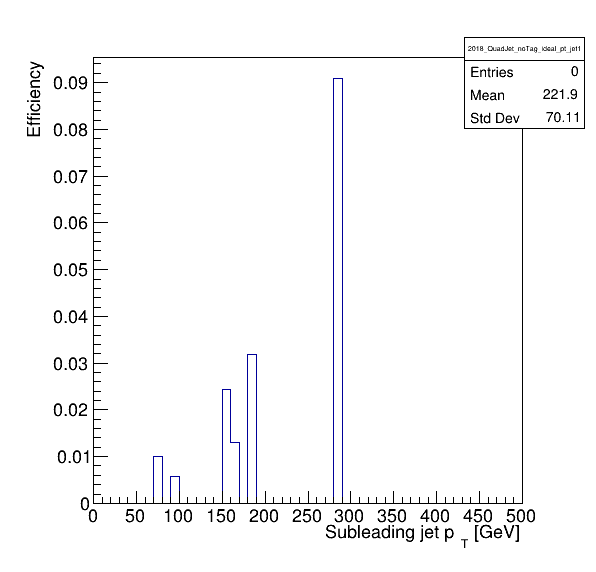 2018_QuadJet_noTag_ideal_pt_jet1
Entries 0
Mean 221.9
Std Dev 70.11
Efficiency
0.09
0.08
0.07
0.06
0.05
0.04
0.03
0.02
0.01
0
0 50 100 150 200 250 300 350 400 450 500
Subleading jet p T [GeV]